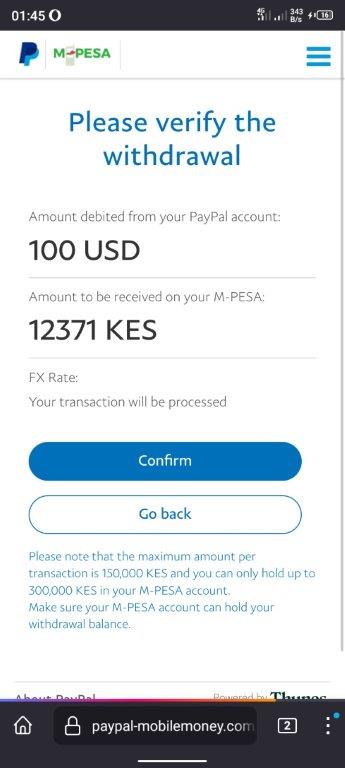 01:45
4G 343 B/s 16
M-PESA
Please verify the
withdrawal
Amount debited from your PayPal account:
100 USD
Amount to be received on your M-PESA:
12371 KES
FX Rate:
Your transaction will be processed
Confirm
Go back
Please note that the maximum amount per
transaction is 150,000 KES and you can only hold up to
300,000 KES in your M-PESA account.
Make sure your M-PESA account can hold your
withdrawal balance.
About PayPal Powered by Thunes
paypal-mobilemoney.com 2